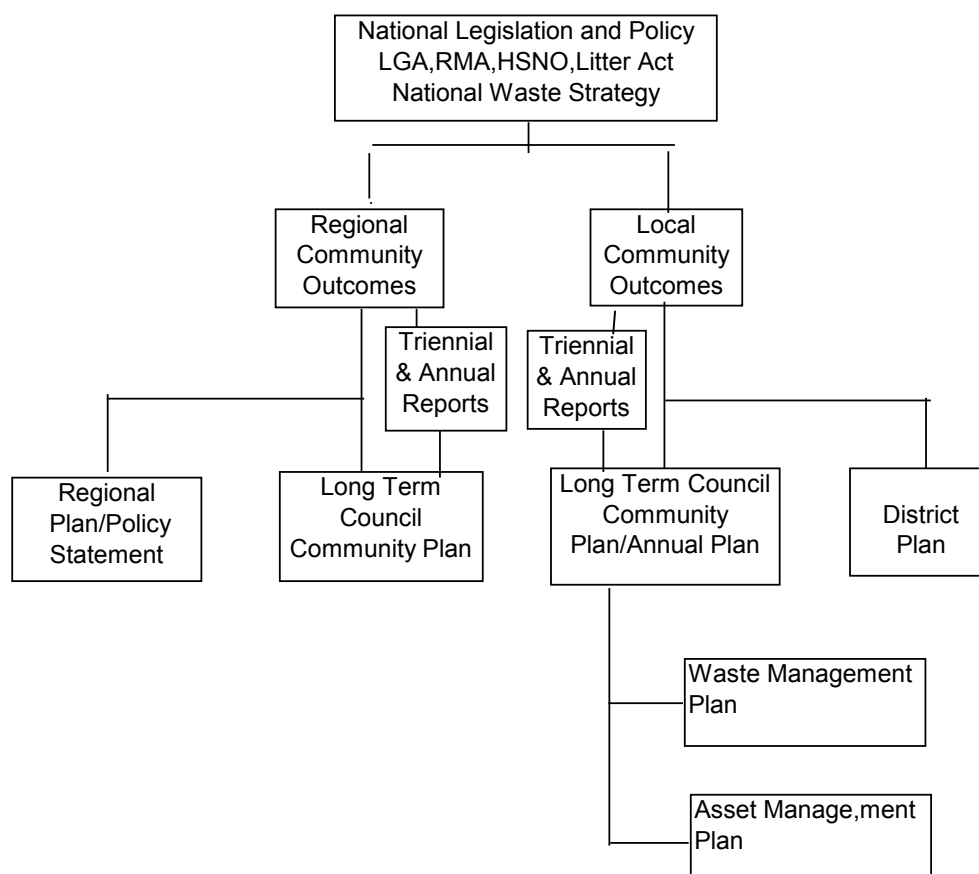 National Legislation and Policy
LGA,RMA,HSNO,Litter Act
National Waste Strategy
Regional
Community
Outcomes
Local
Community
Outcomes
Triennial
& Annual
Reports
Triennial
& Annual
Reports
Regional
Plan/Policy
Statement
Long Term
Council
Community Plan
Long Term Council
Community
Plan/Annual Plan
District
Plan
Waste Management
Plan
Asset Manage,ment
Plan